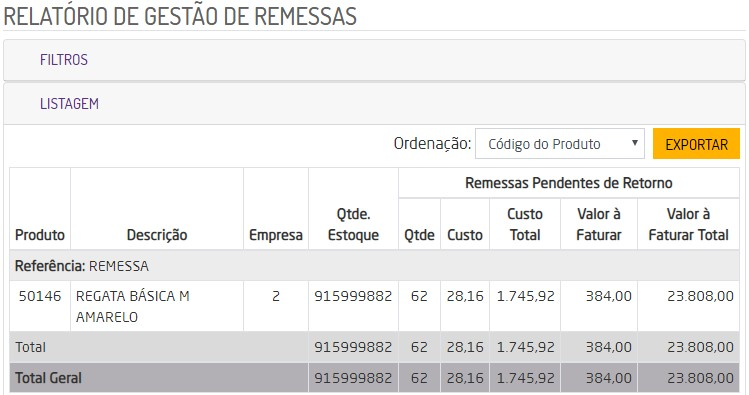 RELATÓRIO DE GESTÃO DE REMESSAS
FILTROS
LISTAGEM
Ordenação: Código do Produto EXPORTAR
Remessas Pendentes de Retorno
Produto Descrição Empresa Qtde. Estoque Qtde Custo Custo Total Valor à Faturar Valor à Faturar Total
Referência: REMESSA
50146 REGATA BÁSICA M AMARELO 2 915999882 62 28,16 1.745,92 384,00 23.808,00
Total 915999882 62 28,16 1.745,92 384,00 23.808,00
Total Geral 915999882 62 28,16 1.745,92 384,00 23.808,00